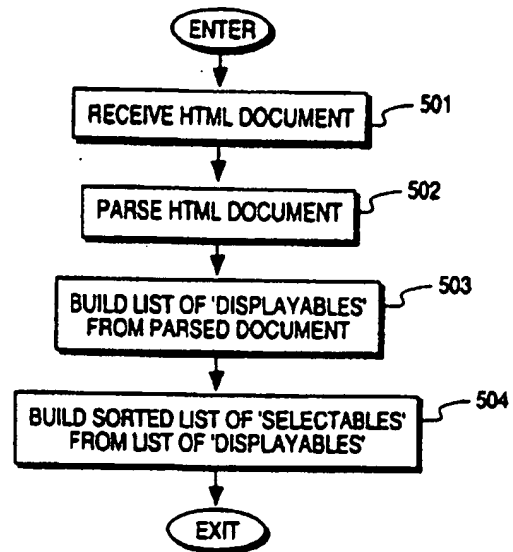 ENTER
RECEIVE HTML DOCUMENT
501
PARSE HTML DOCUMENT
502
BUILD LIST OF 'DISPLAYABLES'
FROM PARSED DOCUMENT
503
BUILD SORTED LIST OF 'SELECTABLES'
FROM LIST OF 'DISPLAYABLES'
504
EXIT